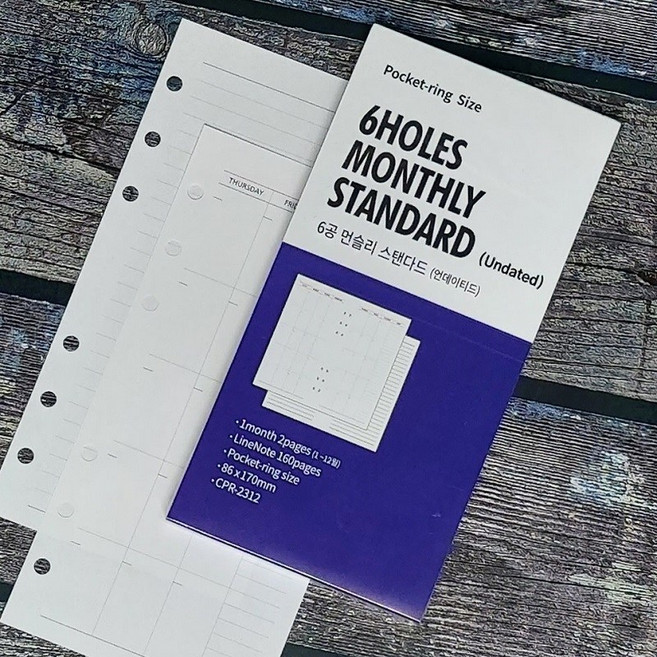 Pocket-ring Size
6HOLES
MONTHLY
STANDARD (Undated)
6공 먼슬리 스탠다드 (언데이티드)
• 1month 2pages (1~12월)
• LineNote 160pages
• Pocket-ring size
• 86 x 170mm
• CPR-2312
THURSDAY